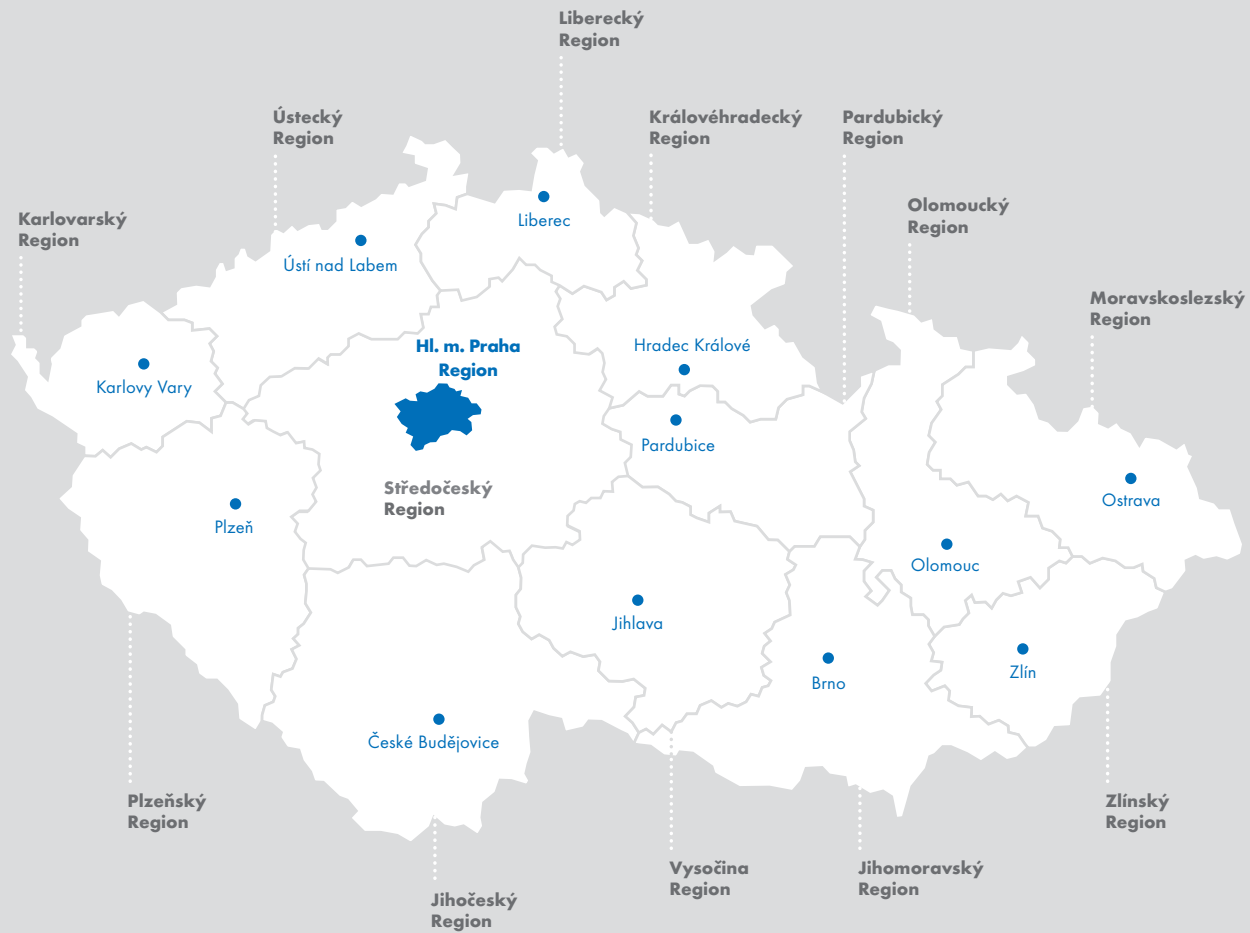 Liberecký
Region
Ústecký
Region
Královéhradecký
Region
Pardubický
Region
Karlovarský
Region
Olomoucký
Region
Moravskoslezský
Region
Liberec
Ústí nad Labem
Hl. m. Praha
Region
Hradec Králové
Karlovy Vary
Pardubice
Středočeský
Region
Ostrava
Plzeň
Olomouc
Jihlava
Zlín
Brno
České Budějovice
Plzeňský
Region
Zlínský
Region
Vysočina
Region
Jihomoravský
Region
Jihočeský
Region